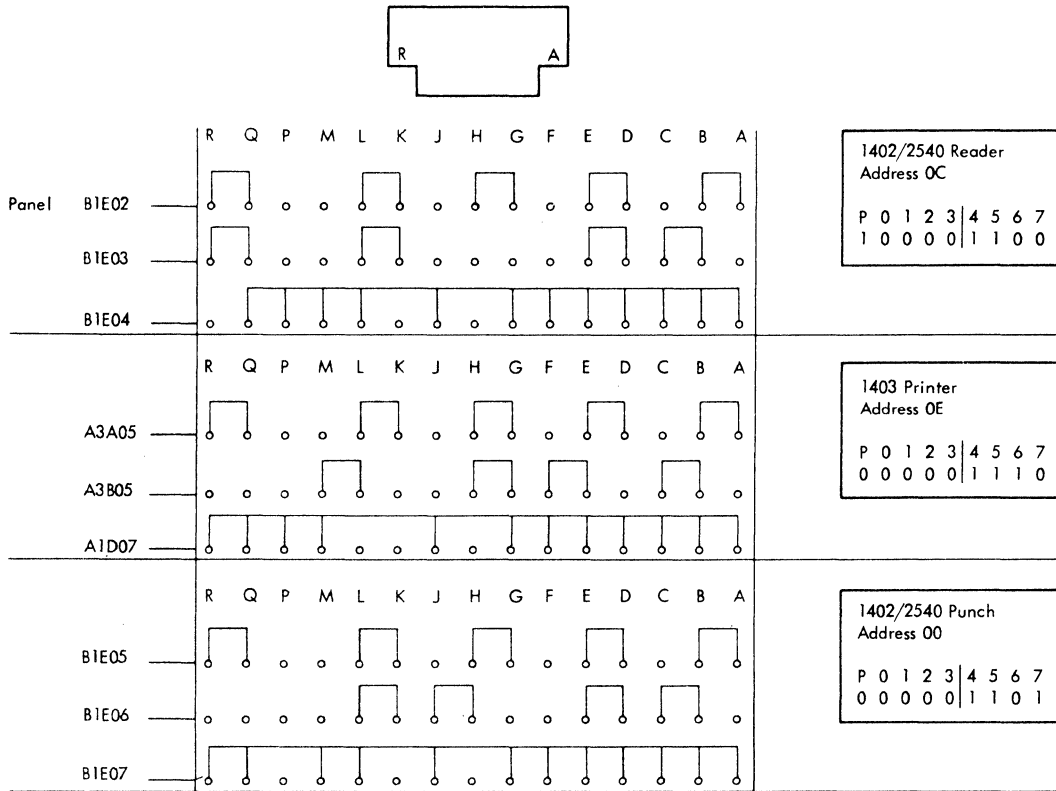 R A
R Q P M L K J H G F E D C B A
1402/2540 Reader
Address 0C
P 0 1 2 3 4 5 6 7
1 0 0 0 0 1 1 0 0
Panel B1E02
B1E03
B1E04
R Q P M L K J H G F E D C B A
1403 Printer
Address 0E
P 0 1 2 3 4 5 6 7
0 0 0 0 0 1 1 1 0
A3A05
A3B05
A1D07
R Q P M L K J H G F E D C B A
1402/2540 Punch
Address 00
P 0 1 2 3 4 5 6 7
0 0 0 0 0 1 1 0 1
B1E05
B1E06
B1E07